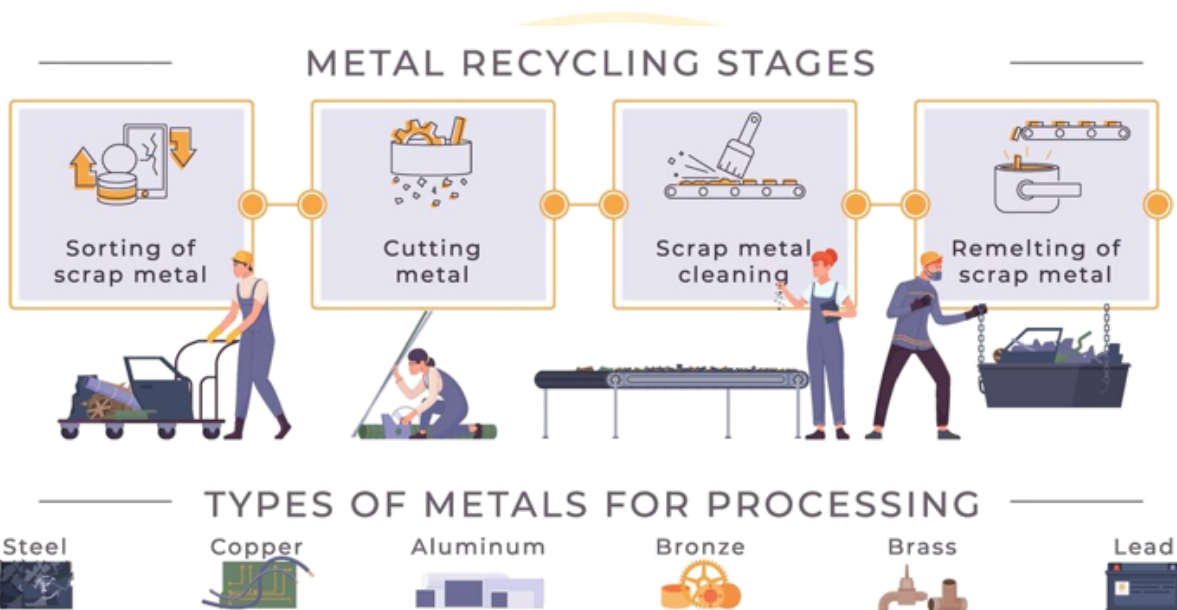 METAL RECYCLING STAGES
Sorting of
scrap metal
Cutting
metal
Scrap metal
cleaning
Remelting of
scrap metal
TYPES OF METALS FOR PROCESSING
Steel
Copper
Aluminum
Bronze
Brass
Lead